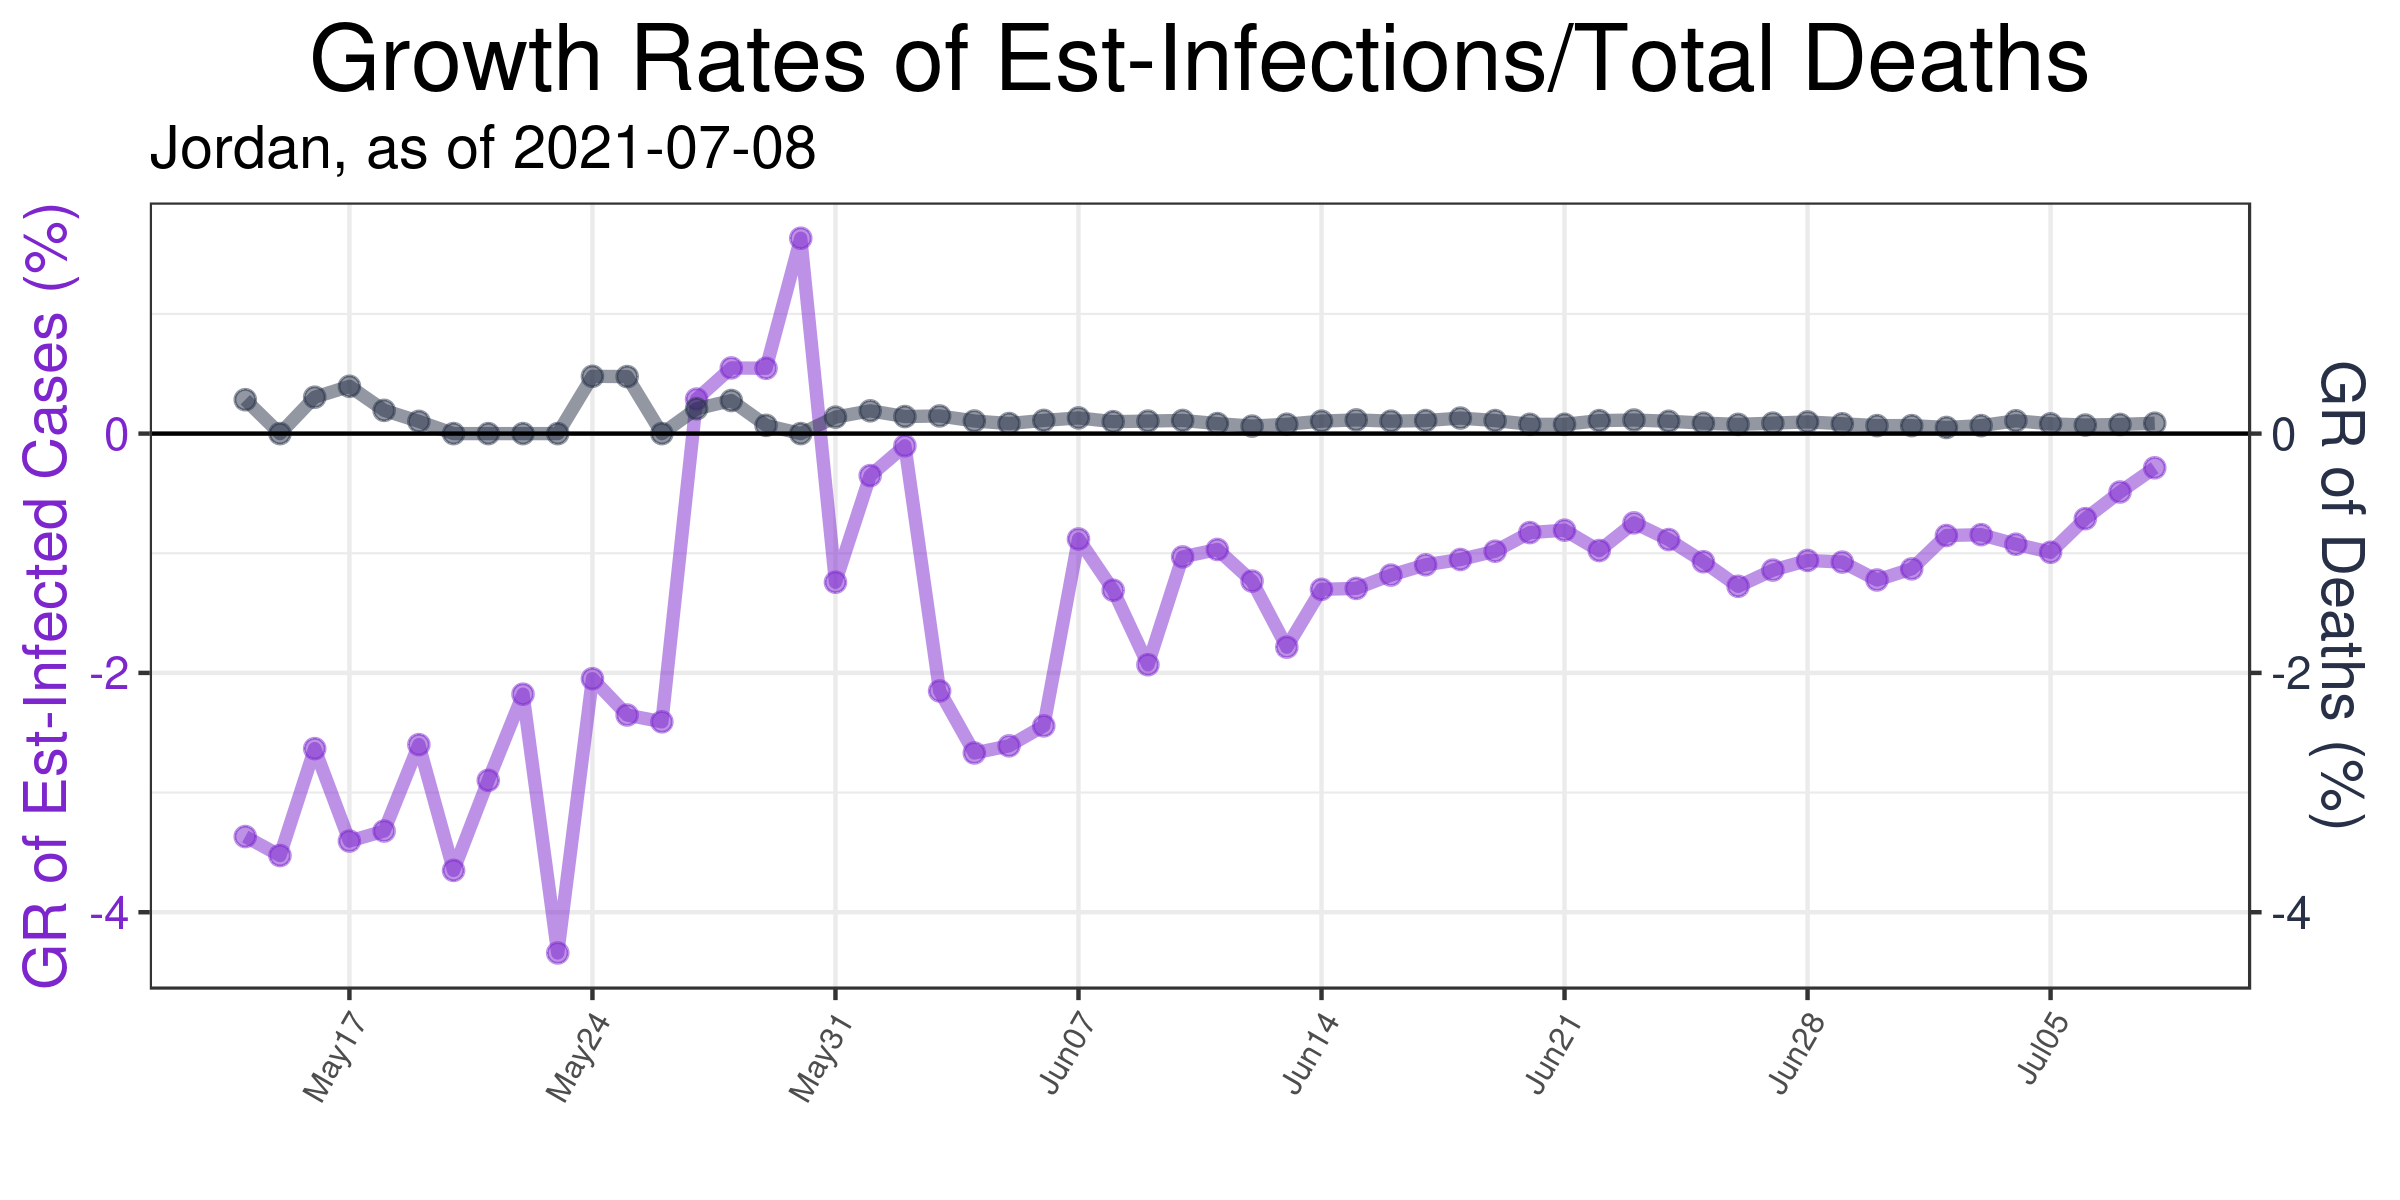 Growth Rates of Est-Infections/Total Deaths
Jordan, as of 2021-07-08
GR of Est-Infected Cases (%)
0
-2
-4
GR of Deaths (%)
0
-2
-4
May17
May24
May31
Jun07
Jun14
Jun21
Jun28
Jul05